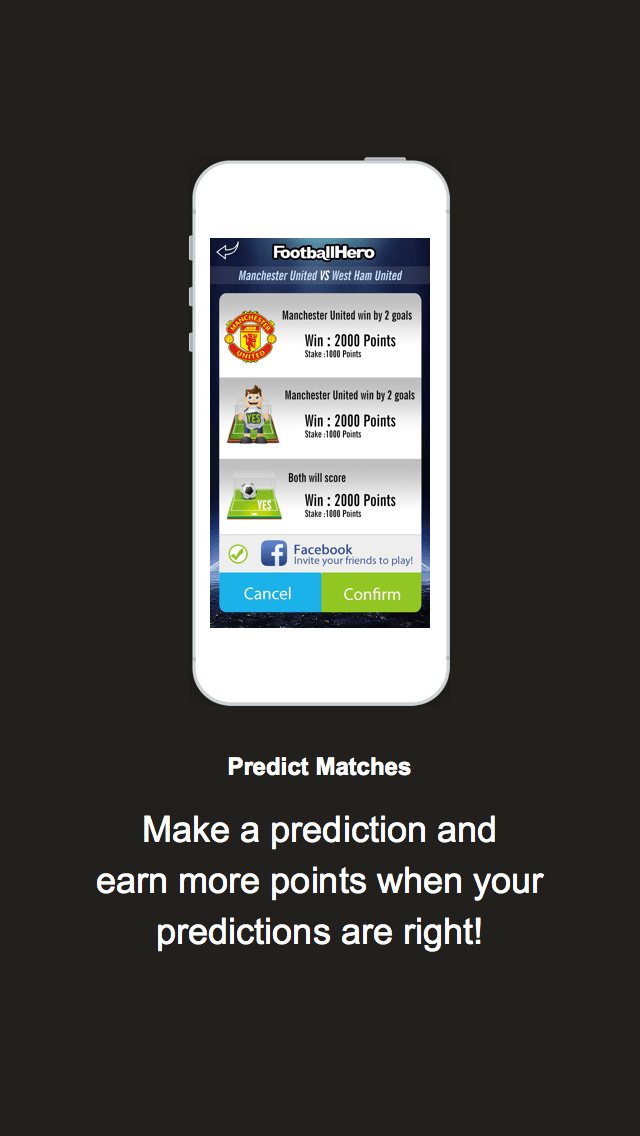 FootballHero
Manchester United VS West Ham United
Manchester United win by 2 goals
MANCHESTER
UNITED
Win : 2000 Points
Stake :1000 Points
Manchester United win by 2 goals
YES
Win : 2000 Points
Stake :1000 Points
Both will score
YES
Win : 2000 Points
Stake :1000 Points
Facebook
Invite your friends to play!
Cancel
Confirm
Predict Matches
Make a prediction and
earn more points when your
predictions are right!